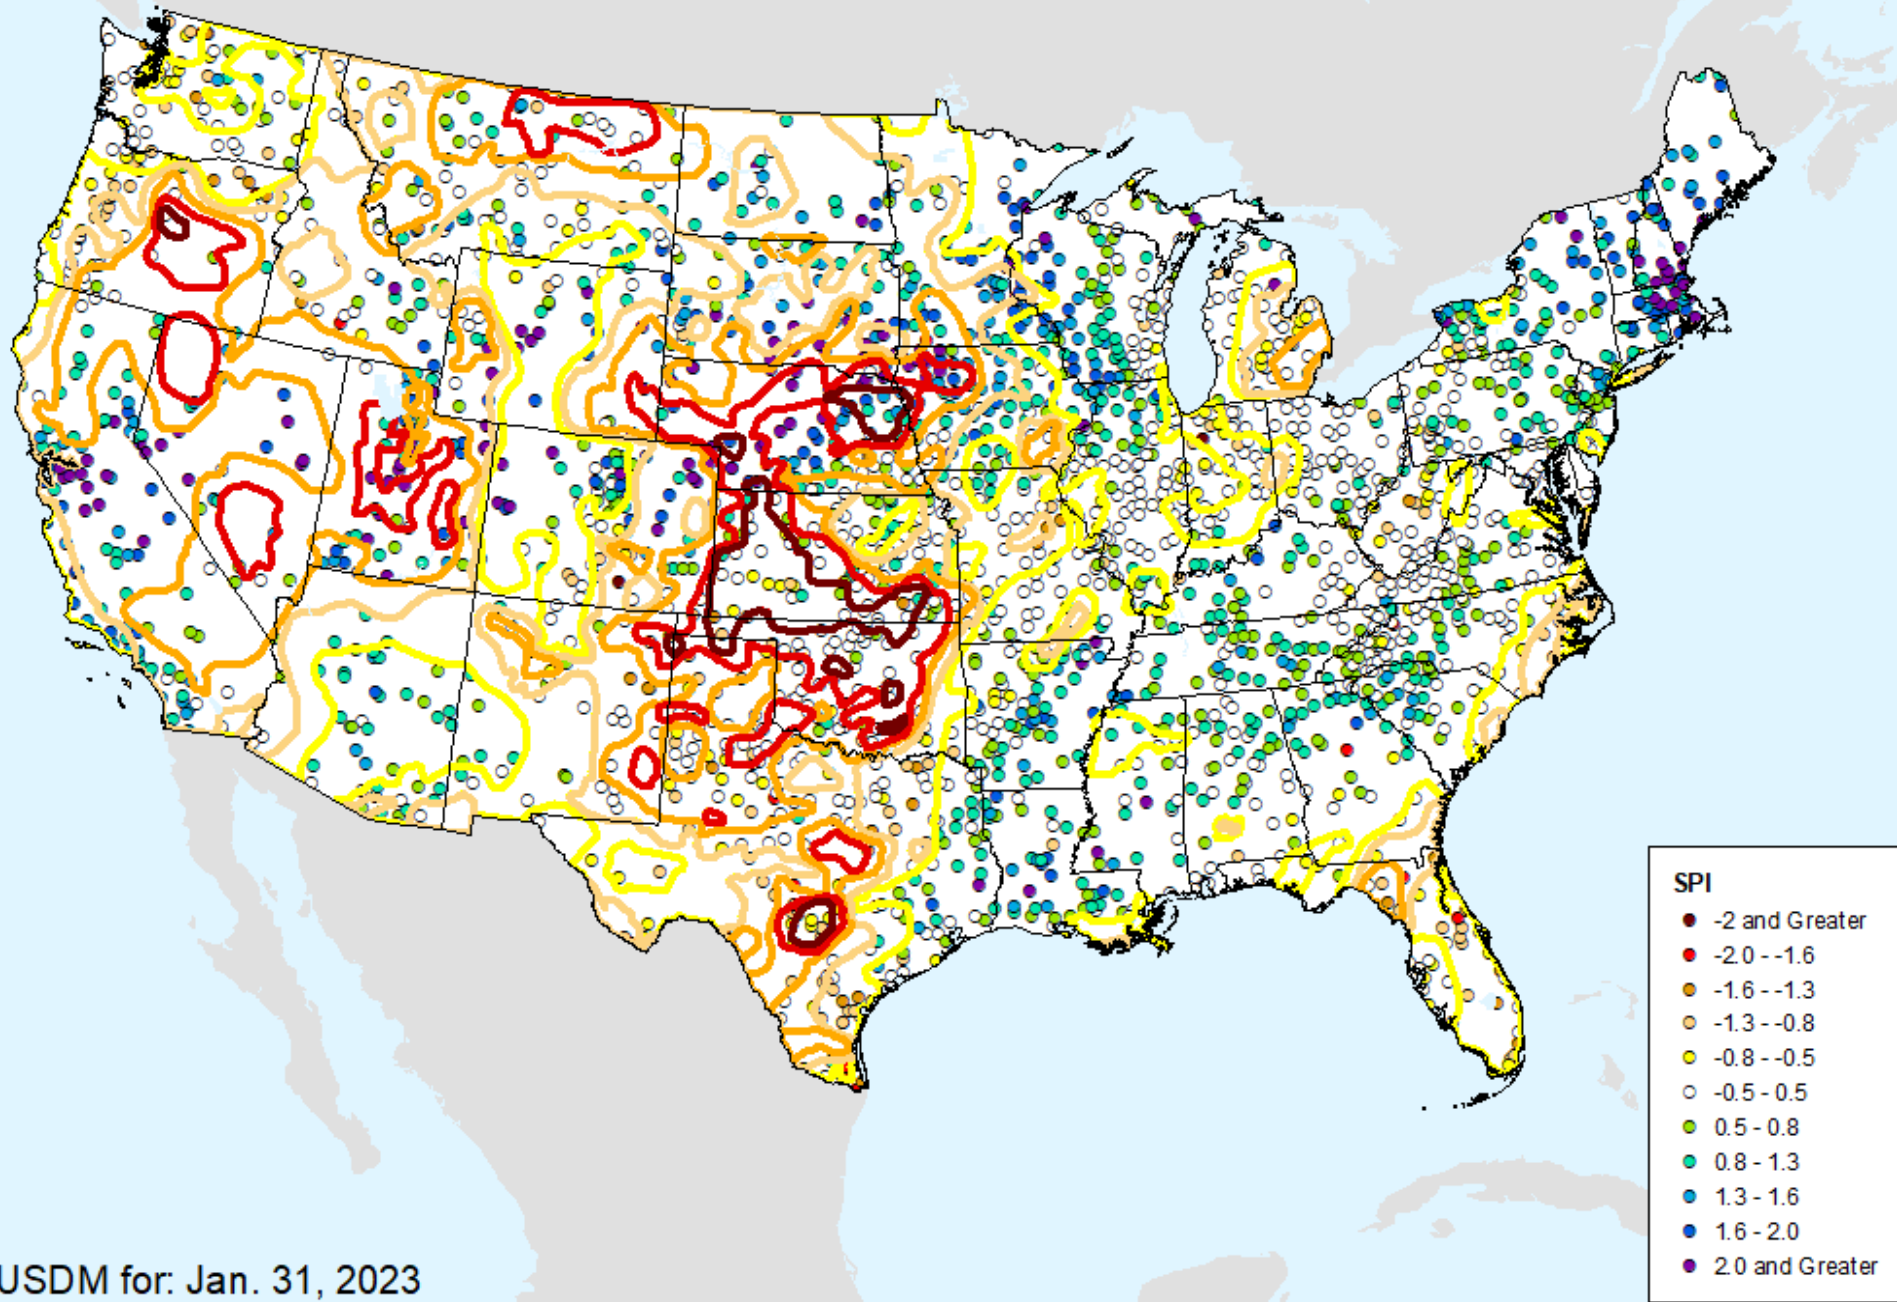 SPI
-2 and Greater
-2.0 - -1.6
-1.6 - -1.3
-1.3 - -0.8
-0.8 - -0.5
-0.5 - 0.5
0.5 - 0.8
0.8 - 1.3
1.3 - 1.6
1.6 - 2.0
2.0 and Greater
USDM for: Jan. 31, 2023